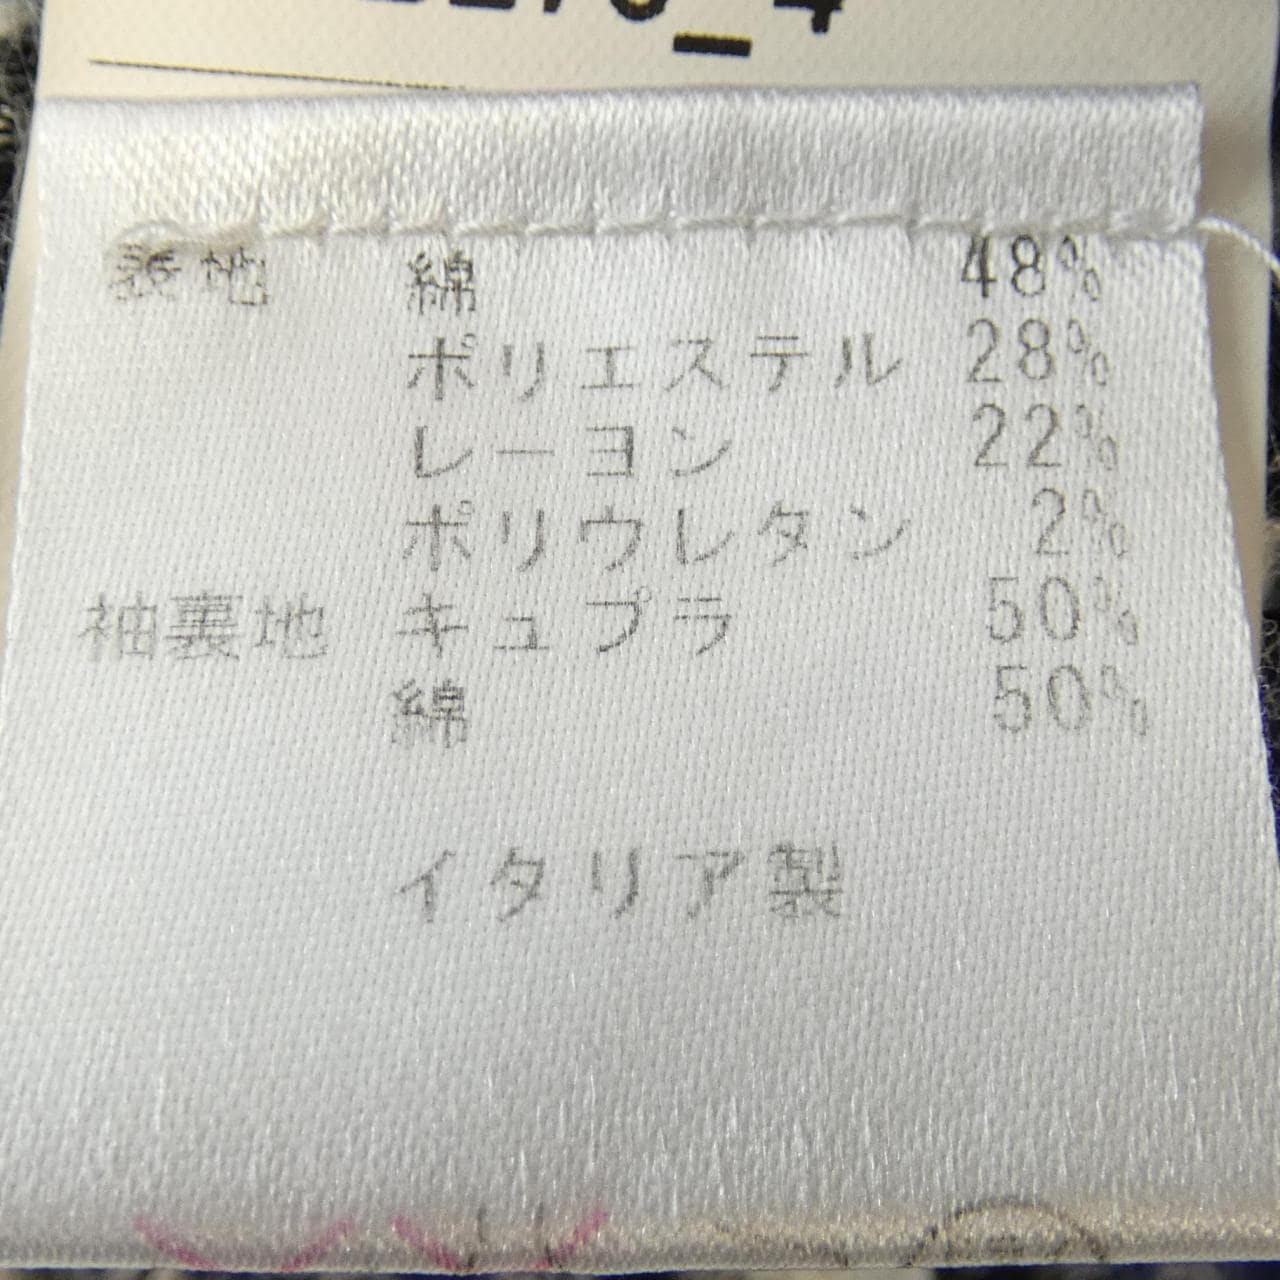 表地 綿 48%
ポリエステル 28%
レーヨン 22%
ポリウレタン 2%
袖裏地 キュプラ 50%
綿 50%
イタリア製